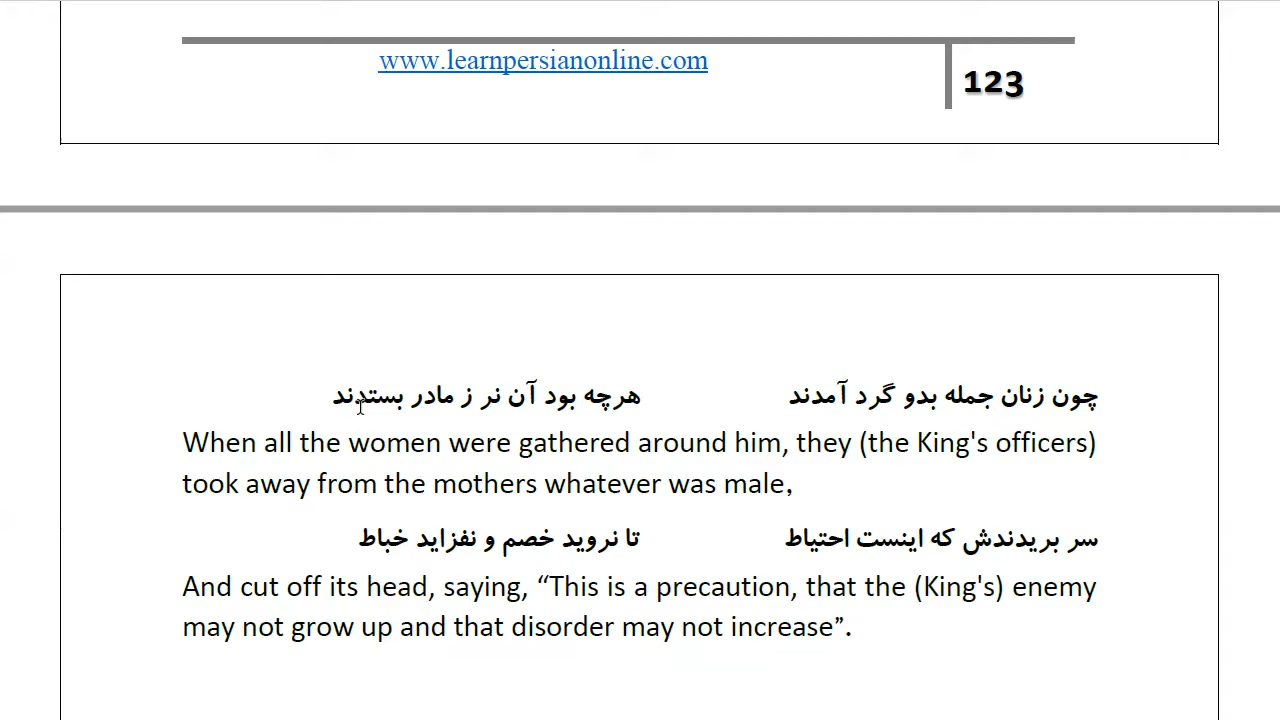 www.learnpersianonline.com
123
چون زنان جمله بدو گرد آمدند هرچه بود آن نر ز مادر بستدند
When all the women were gathered around him, they (the King's officers)
took away from the mothers whatever was male,
سر بریدندش که اینست احتیاط تا نروید خصم و نفزاید خباط
And cut off its head, saying, “This is a precaution, that the (King's) enemy
may not grow up and that disorder may not increase”.